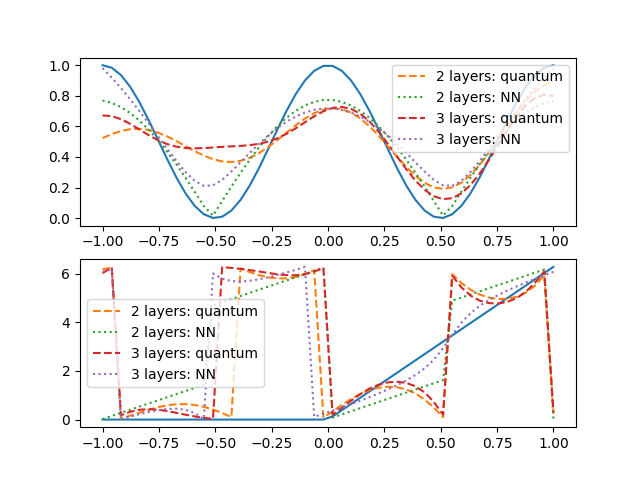 1.0
0.8
0.6
0.4
0.2
0.0
2 layers: quantum
2 layers: NN
3 layers: quantum
3 layers: NN
−1.00 −0.75 −0.50 −0.25 0.00 0.25 0.50 0.75 1.00
6
4
2
0
2 layers: quantum
2 layers: NN
3 layers: quantum
3 layers: NN
−1.00 −0.75 −0.50 −0.25 0.00 0.25 0.50 0.75 1.00